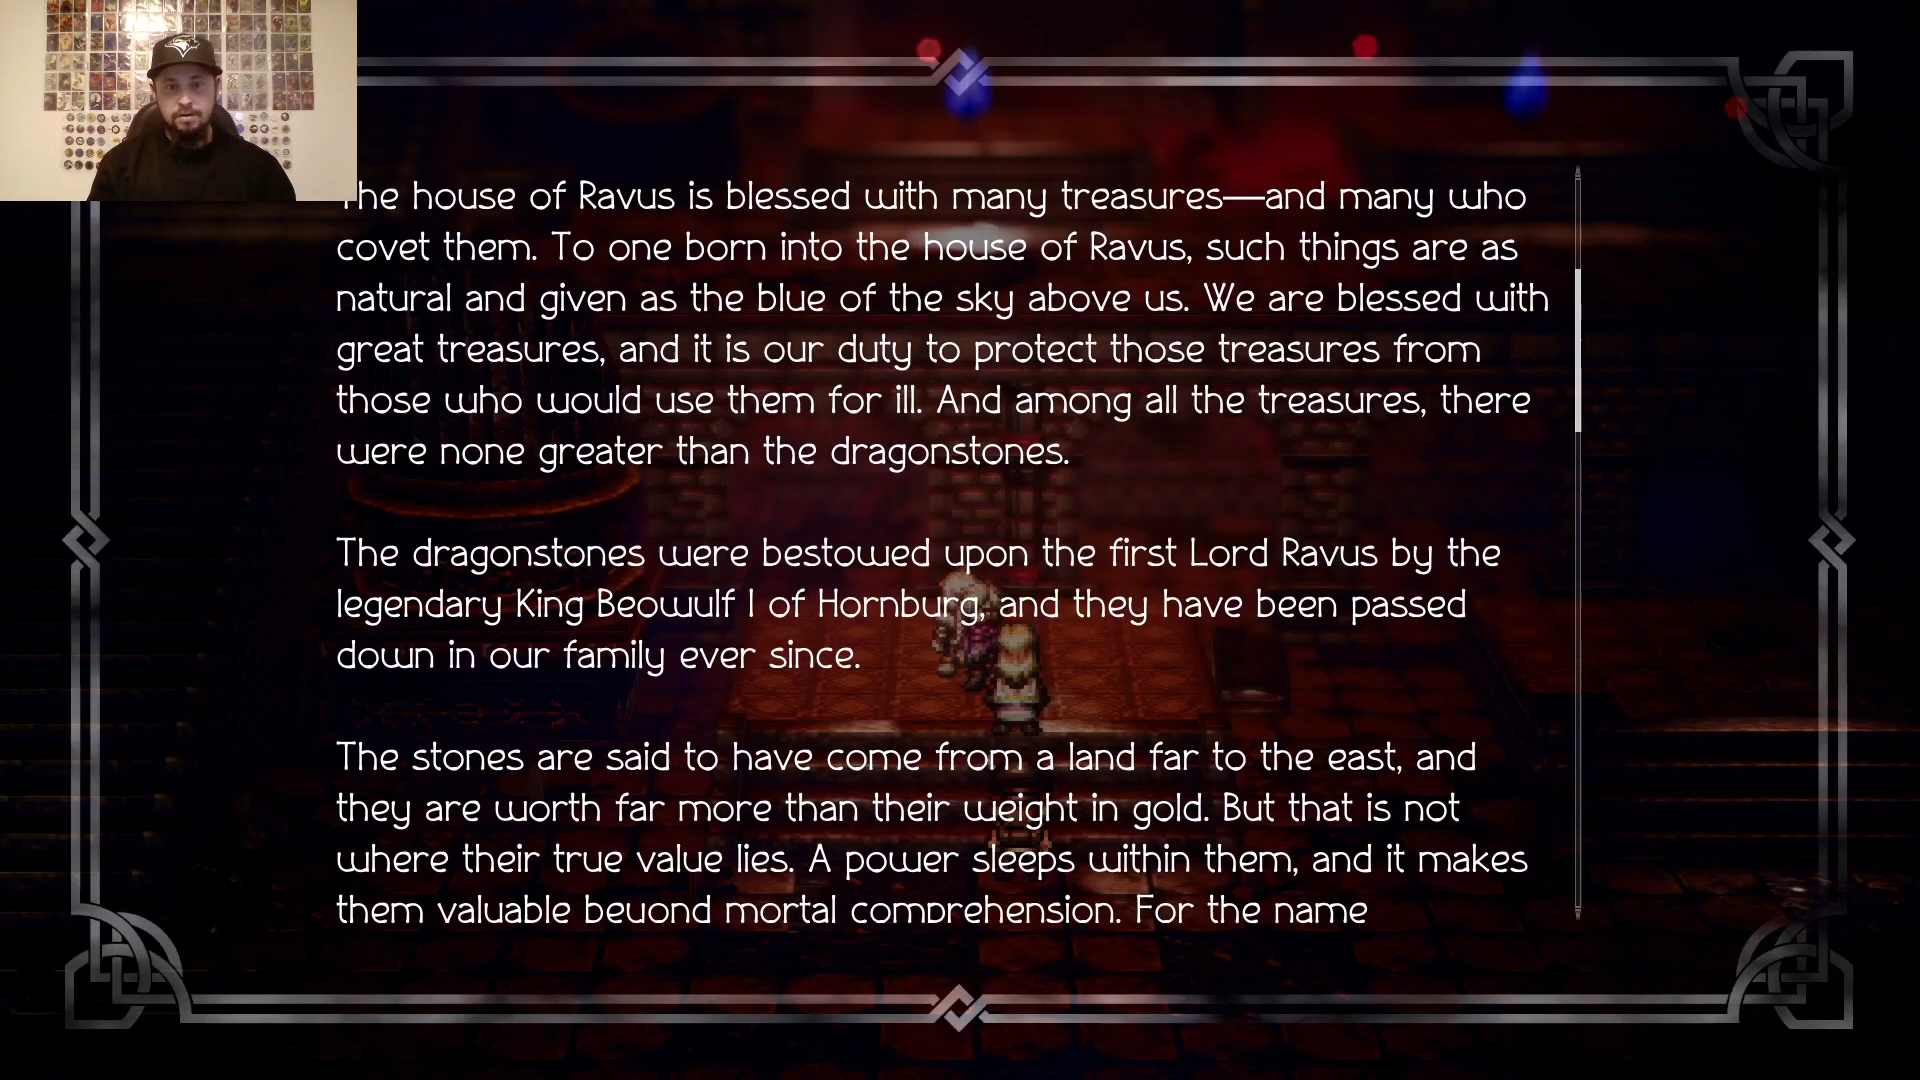 The house of Ravus is blessed with many treasures—and many who
covet them. To one born into the house of Ravus, such things are as
natural and given as the blue of the sky above us. We are blessed with
great treasures, and it is our duty to protect those treasures from
those who would use them for ill. And among all the treasures, there
were none greater than the dragonstones.
The dragonstones were bestowed upon the first Lord Ravus by the
legendary King Beowulf I of Hornburg, and they have been passed
down in our family ever since.
The stones are said to have come from a land far to the east, and
they are worth far more than their weight in gold. But that is not
where their true value lies. A power sleeps within them, and it makes
them valuable beyond mortal comprehension. For the name